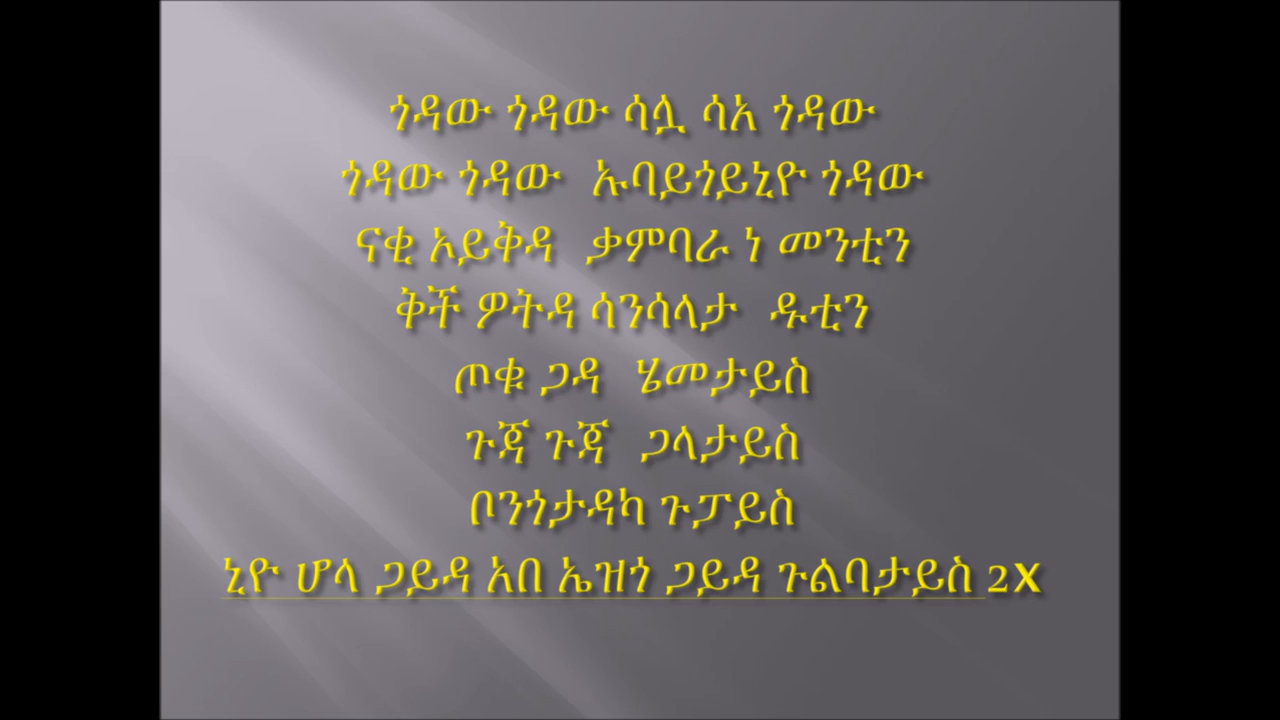 ጎዳው ጎዳው ሳሏ ሳአ ጎዳው
ጎዳው ጎዳው ኡባይጎይኒዮ ጎዳው
ናቂ ኦይቅዳ ቃምባራ ነ መንቲን
ቅች ዎትዳ ሳንሳላታ ዱቲን
ጦቁ ጋዳ ሄመታይስ
ጉጃ ጉጃ ጋላታይስ
ቦንጎታዳካ ጉፓይስ
ኒዮ ሆላ ጋይዳ አበ ኤዝጎ ጋይዳ ጉልባታይስ 2x